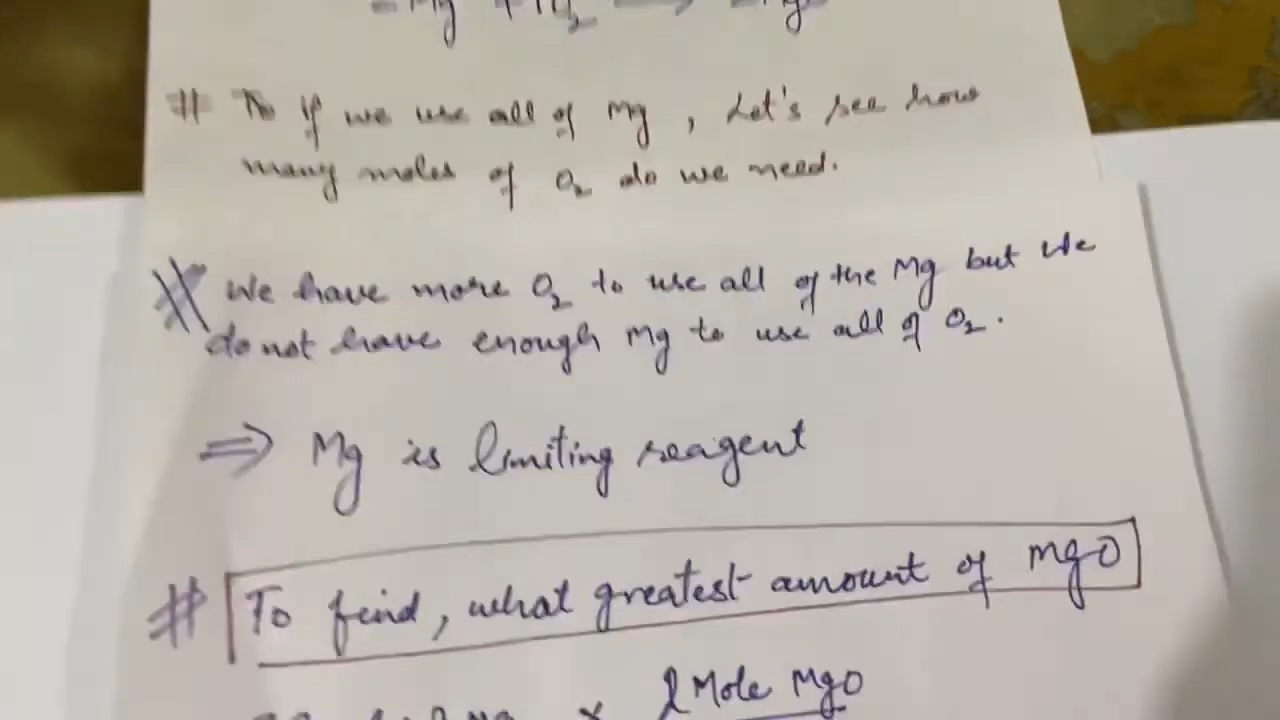 # To if we use all of Mg, Let's see how
many moles of O₂ do we need.
# We have more O₂ to use all of the Mg but we
do not have enough Mg to use all of O₂.
⇒ Mg is limiting reagent
# To find, what greatest amount of MgO
x 2 Mole MgO